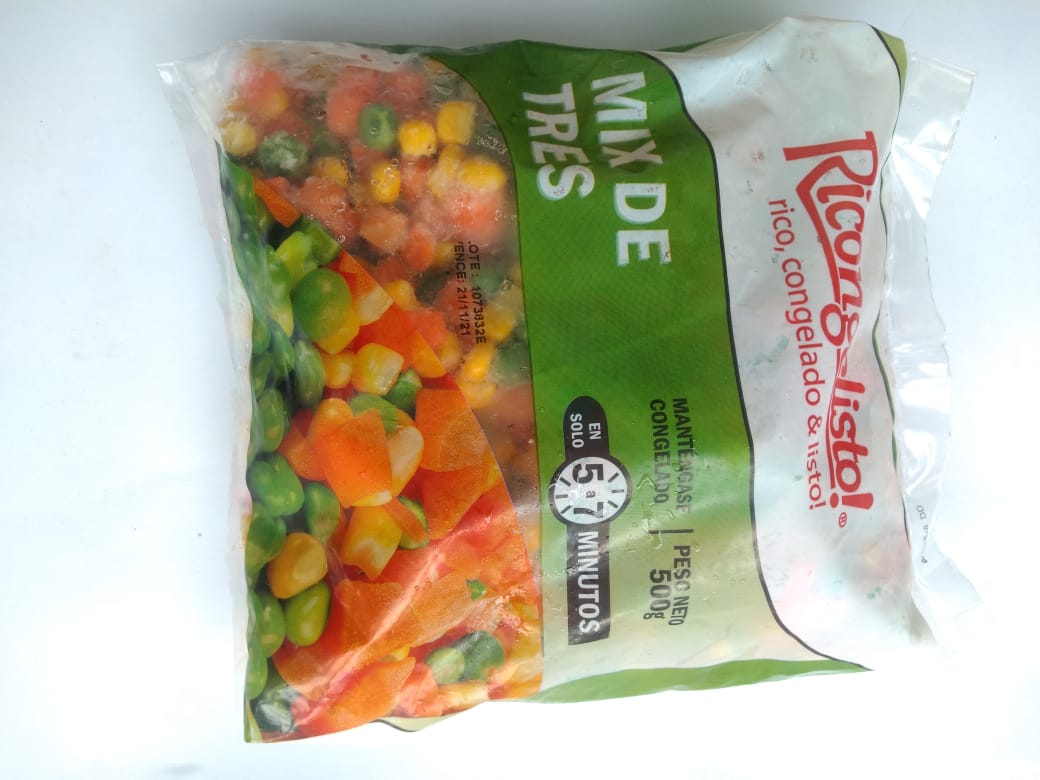 Ricongelisto!®
rico, congelado & listo!
MANTÉNGASE
CONGELADO
PESO NETO
500g
MIX DE
TRES
EN
SOLO
5 a 7
MINUTOS
LOTE: 1073632E
VENCE: 21/11/21